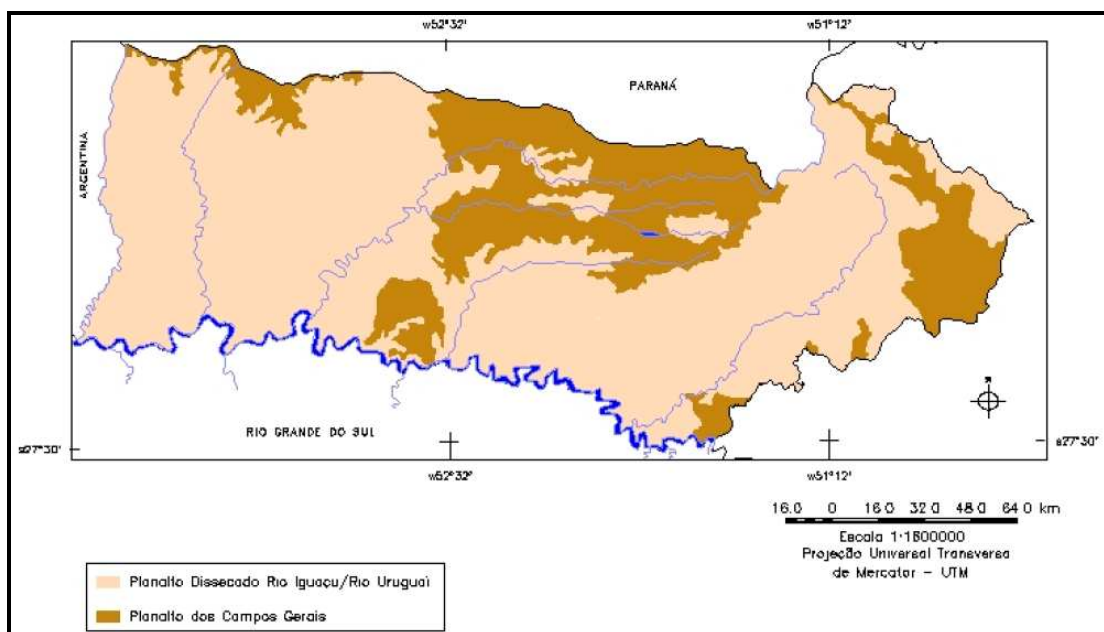 w52°32'
w51°12'
PARANÁ
ARGENTINA
RIO GRANDE DO SUL
s27°30'
s27°30'
w52°32'
w51°12'
16.0 0 16.0 32.0 48.0 64.0 km
Escala 1:1600000
Projeção Universal Transversa
de Mercator - UTM
Planalto Dissecado Rio Iguaçu/Rio Uruguai
Planalto dos Campos Gerais